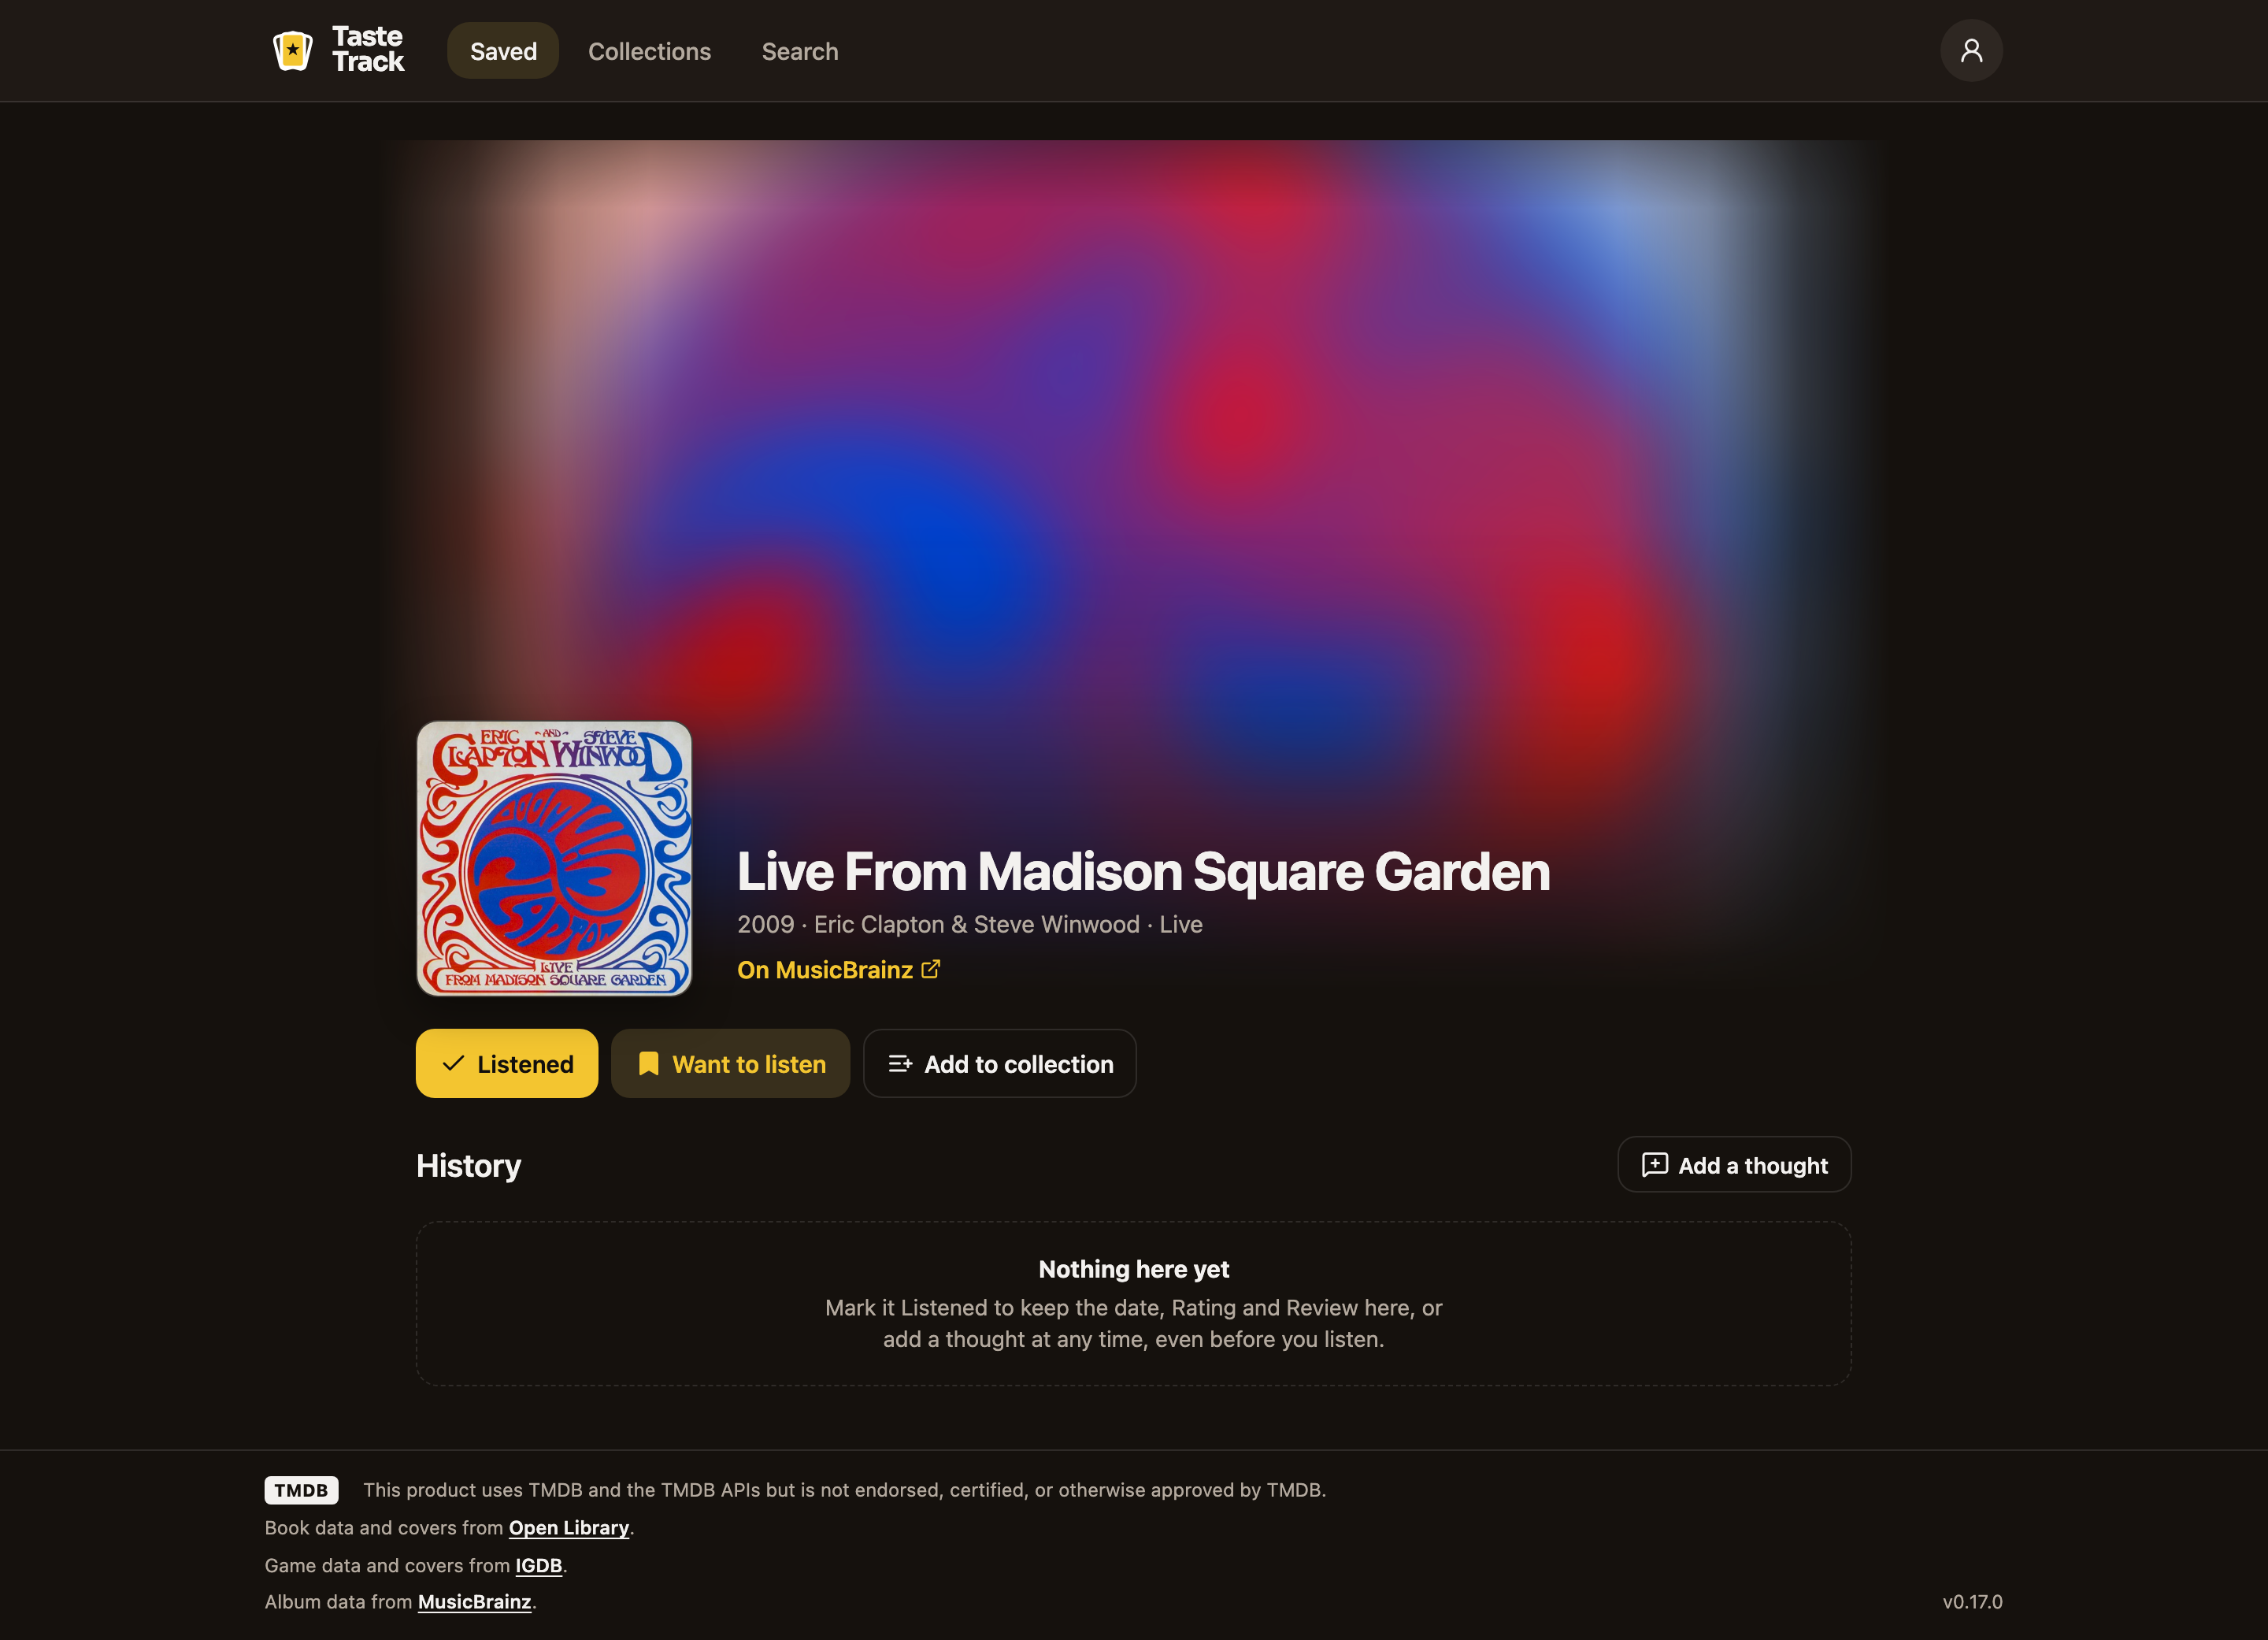 Taste
Track
Saved
Collections
Search
ERIC AND STEVE
CLAPTON WINWOOD
LIVE
FROM MADISON SQUARE GARDEN
Live From Madison Square Garden
2009 · Eric Clapton & Steve Winwood · Live
On MusicBrainz
Listened
Want to listen
Add to collection
History
Add a thought
Nothing here yet
Mark it Listened to keep the date, Rating and Review here, or
add a thought at any time, even before you listen.
TMDB This product uses TMDB and the TMDB APIs but is not endorsed, certified, or otherwise approved by TMDB.
Book data and covers from Open Library.
Game data and covers from IGDB.
Album data from MusicBrainz.
v0.17.0